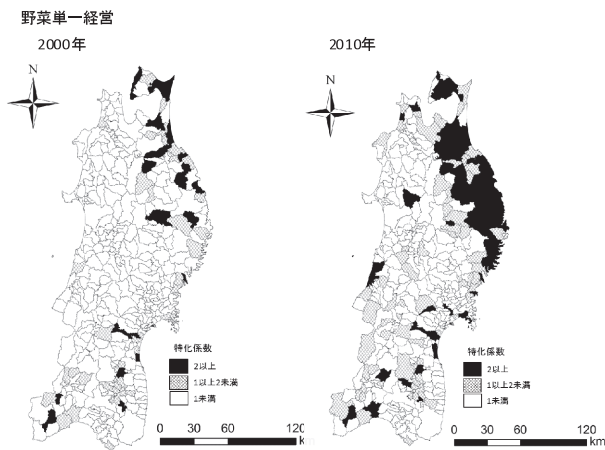 野菜単一経営
2000年
2010年
N
N
特化係数
2以上
1以上2未満
1未満
0 30 60 120
km
特化係数
2以上
1以上2未満
1未満
0 30 60 120
km